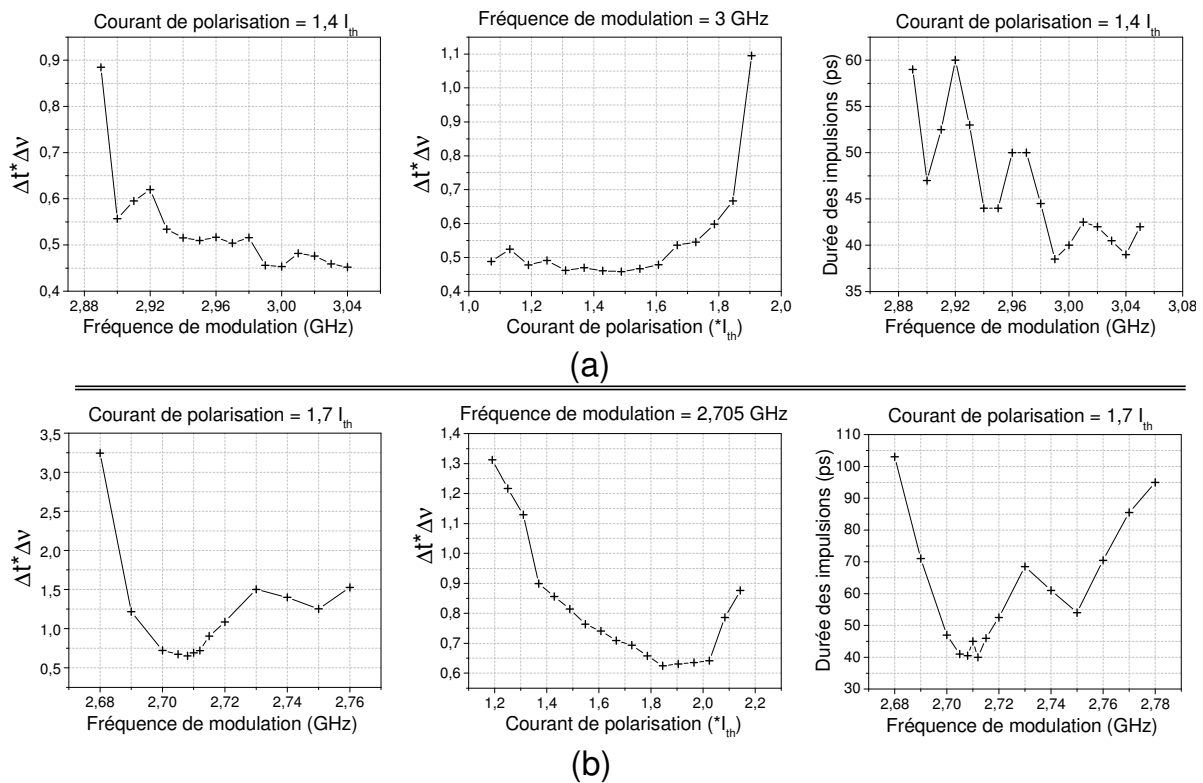 Courant de polarisation = 1,4 I_th
Δt*Δν
0,9
0,8
0,7
0,6
0,5
0,4
2,88 2,92 2,96 3,00 3,04
Fréquence de modulation (GHz)
Fréquence de modulation = 3 GHz
Δt*Δν
1,1
1,0
0,9
0,8
0,7
0,6
0,5
0,4
1,0 1,2 1,4 1,6 1,8 2,0
Courant de polarisation (*I_th)
Courant de polarisation = 1,4 I_th
Durée des impulsions (ps)
60
55
50
45
40
35
2,88 2,92 2,96 3,00 3,04 3,08
Fréquence de modulation (GHz)
(a)
Courant de polarisation = 1,7 I_th
Δt*Δν
3,5
3,0
2,5
2,0
1,5
1,0
0,5
2,68 2,70 2,72 2,74 2,76
Fréquence de modulation (GHz)
Fréquence de modulation = 2,705 GHz
Δt*Δν
1,4
1,3
1,2
1,1
1,0
0,9
0,8
0,7
0,6
1,2 1,4 1,6 1,8 2,0 2,2
Courant de polarisation (*I_th)
Courant de polarisation = 1,7 I_th
Durée des impulsions (ps)
110
100
90
80
70
60
50
40
30
2,68 2,70 2,72 2,74 2,76 2,78
Fréquence de modulation (GHz)
(b)